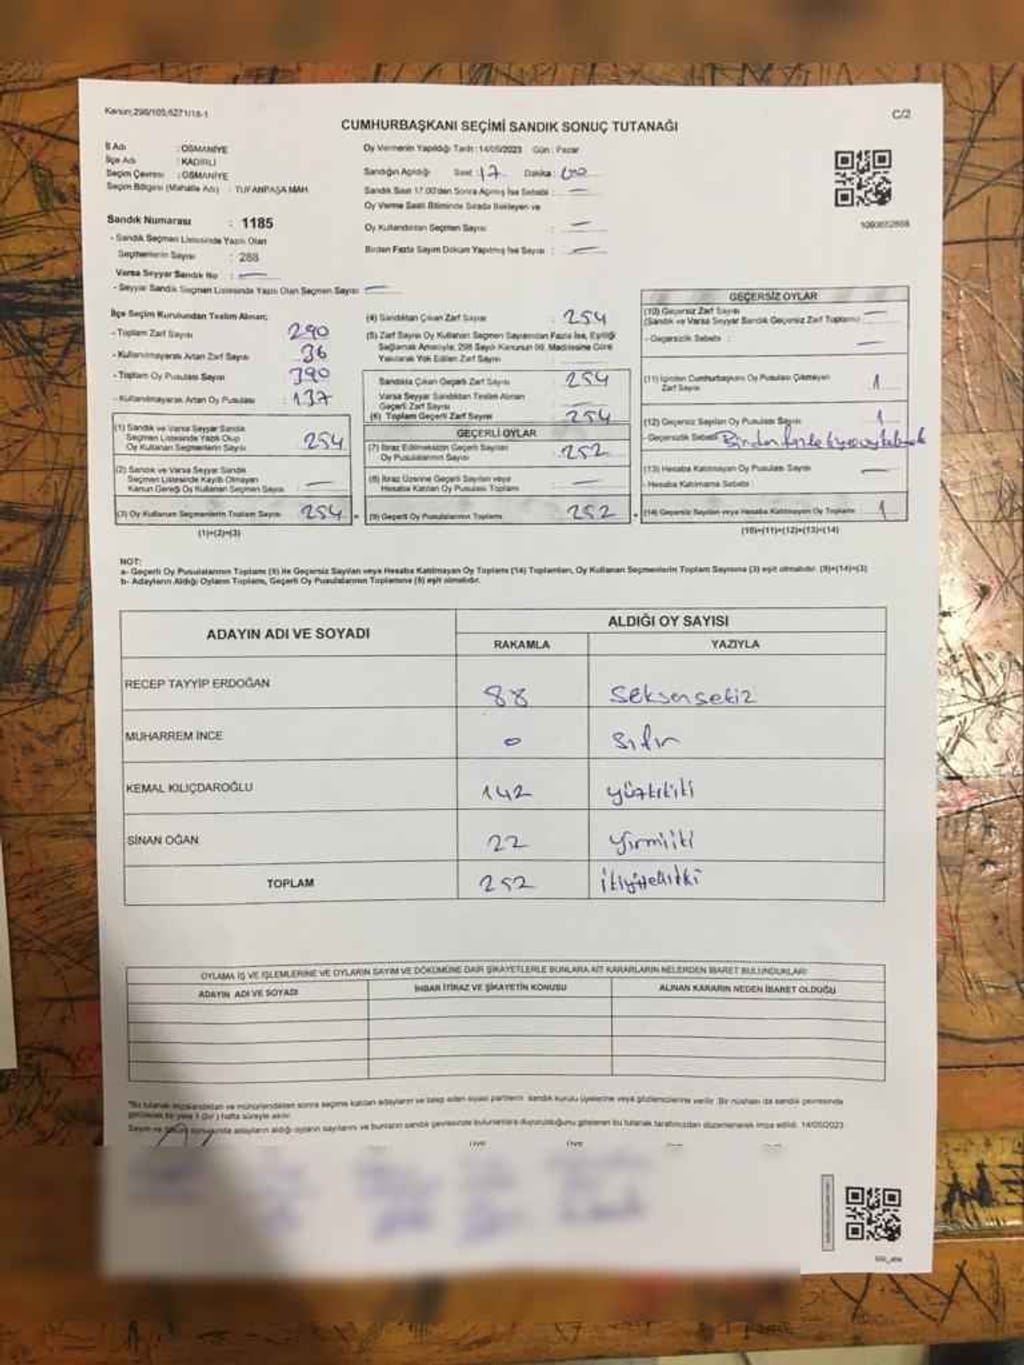 Kanun:298/105,6271/18-1
C/2
CUMHURBAŞKANI SEÇİMİ SANDIK SONUÇ TUTANAĞI
İl Adı : OSMANİYE
İlçe Adı : KADİRLİ
Seçim Çevresi : OSMANİYE
Seçim Bölgesi (Mahalle Adı) : TUFANPAŞA MAH.
Oy Vermenin Yapıldığı Tarih : 14/05/2023 Gün : Pazar
Sandığın Açıldığı Saat : 17 Dakika : 00
Sandık Saat 17.00'den Sonra Açılmış İse Sebebi : —
Oy Verme Saati Bitiminde Sırada Bekleyen ve
Oy Kullandırılan Seçmen Sayısı : —
Birden Fazla Sayım Döküm Yapılmış İse Sayısı : —
Sandık Numarası : 1185
- Sandık Seçmen Listesinde Yazılı Olan
Seçmenlerin Sayısı : 288
Varsa Seyyar Sandık No : —
- Seyyar Sandık Seçmen Listesinde Yazılı Olan Seçmen Sayısı : —
İlçe Seçim Kurulundan Teslim Alınan;
- Toplam Zarf Sayısı : 290
- Kullanılmayarak Artan Zarf Sayısı : 36
- Toplam Oy Pusulası Sayısı : 390
- Kullanılmayarak Artan Oy Pusulası : 137
(1) Sandık ve Varsa Seyyar Sandık
Seçmen Listesinde Yazılı Olup
Oy Kullanan Seçmenlerin Sayısı : 254
(2) Sandık ve Varsa Seyyar Sandık
Seçmen Listesinde Kayıtlı Olmayan
Kanun Gereği Oy Kullanan Seçmen Sayısı : —
(3) Oy Kullanan Seçmenlerin Toplam Sayısı : 254
(1)+(2)=(3)
(4) Sandıktan Çıkan Zarf Sayısı : 254
(5) Zarf Sayısı Oy Kullanan Seçmen Sayısından Fazla İse, Eşitliği
Sağlamak Amacıyla, 298 Sayılı Kanunun 98. Maddesine Göre
Yakılarak Yok Edilen Zarf Sayısı : —
Sandıkta Çıkan Geçerli Zarf Sayısı : 254
Varsa Seyyar Sandıktan Teslim Alınan
Geçerli Zarf Sayısı : —
(6) Toplam Geçerli Zarf Sayısı : 254
GEÇERLİ OYLAR
(7) İtiraz Edilmeksizin Geçerli Sayılan
Oy Pusulalarının Sayısı : 252
(8) İtiraz Üzerine Geçerli Sayılan veya
Hesaba Katılan Oy Pusulaları Toplamı : —
(9) Geçerli Oy Pusulalarının Toplamı : 252
GEÇERSİZ OYLAR
(10) Geçersiz Zarf Sayısı
(Sandık ve Varsa Seyyar Sandık Geçersiz Zarf Toplamı) : —
- Geçersizlik Sebebi : —
(11) İçinden Cumhurbaşkanı Oy Pusulası Çıkmayan
Zarf Sayısı : 1
(12) Geçersiz Sayılan Oy Pusulası Sayısı : 1
- Geçersizlik Sebebi : Birden fazla
(13) Hesaba Katılmayan Oy Pusulası Sayısı : —
- Hesaba Katılmama Sebebi :
(14) Geçersiz Sayılan veya Hesaba Katılmayan Oy Toplamı : 1
(10)+(11)+(12)+(13)=(14)
NOT:
a- Geçerli Oy Pusulalarının Toplamı (9) ile Geçersiz Sayılan veya Hesaba Katılmayan Oy Toplamı (14) Toplamları, Oy Kullanan Seçmenlerin Toplam Sayısına (3) eşit olmalıdır. (9)+(14)=(3)
b- Adayların Aldığı Oyların Toplamı, Geçerli Oy Pusulalarının Toplamına (9) eşit olmalıdır.
ADAYIN ADI VE SOYADI
ALDIĞI OY SAYISI
RAKAMLA YAZIYLA
RECEP TAYYİP ERDOĞAN 88 seksensekiz
MUHARREM İNCE 0 sıfır
KEMAL KILIÇDAROĞLU 142 yüzkıkiki
SİNAN OĞAN 22 yirmiiki
TOPLAM 252 ikiyüzelliiki
OYLAMA İŞ VE İŞLEMLERİNE VE OYLARIN SAYIM VE DÖKÜMÜNE DAİR ŞİKAYETLERLE BUNLARA AİT KARARLARIN NELERDEN İBARET BULUNDUKLARI
ADAYIN ADI VE SOYADI İHBAR İTİRAZ VE ŞİKAYETİN KONUSU ALINAN KARARIN NEDEN İBARET OLDUĞU